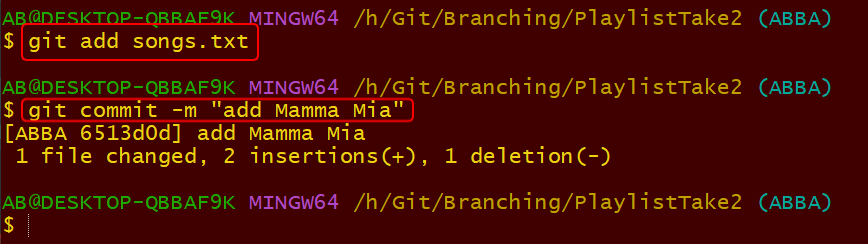 AB@DESKTOP-QBBAF9K MINGW64 /h/Git/Branching/PlaylistTake2 (ABBA)
$ git add songs.txt
AB@DESKTOP-QBBAF9K MINGW64 /h/Git/Branching/PlaylistTake2 (ABBA)
$ git commit -m "add Mamma Mia"
[ABBA 6513d0d] add Mamma Mia
 1 file changed, 2 insertions(+), 1 deletion(-)
AB@DESKTOP-QBBAF9K MINGW64 /h/Git/Branching/PlaylistTake2 (ABBA)
$